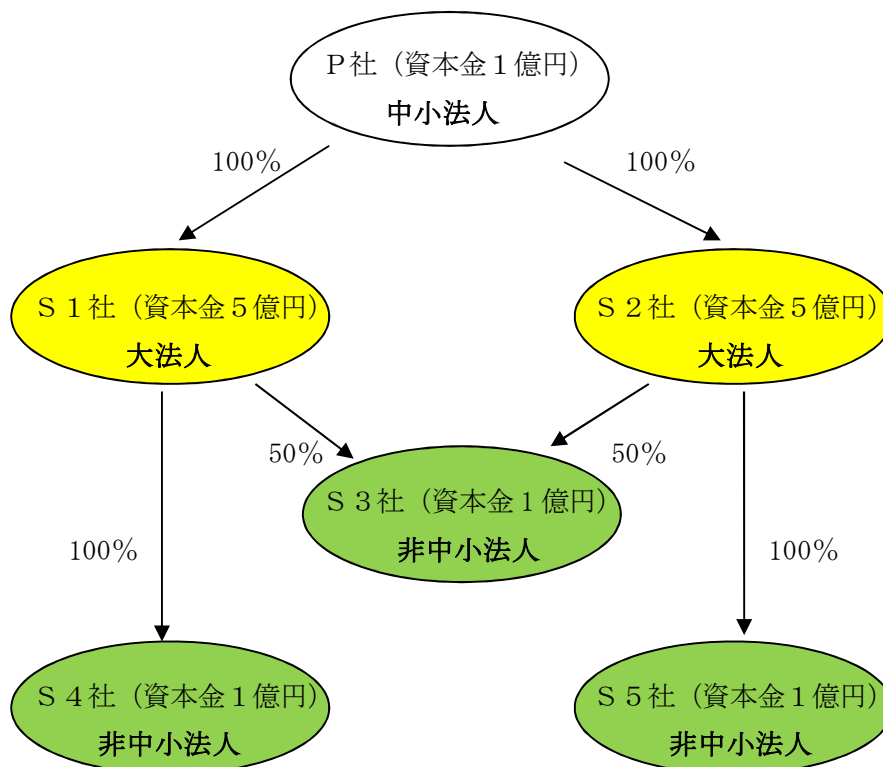 P社（資本金１億円）
中小法人
100％
100％
S１社（資本金５億円）
大法人
S２社（資本金５億円）
大法人
50％
50％
S３社（資本金１億円）
非中小法人
100％
100％
S４社（資本金１億円）
非中小法人
S５社（資本金１億円）
非中小法人